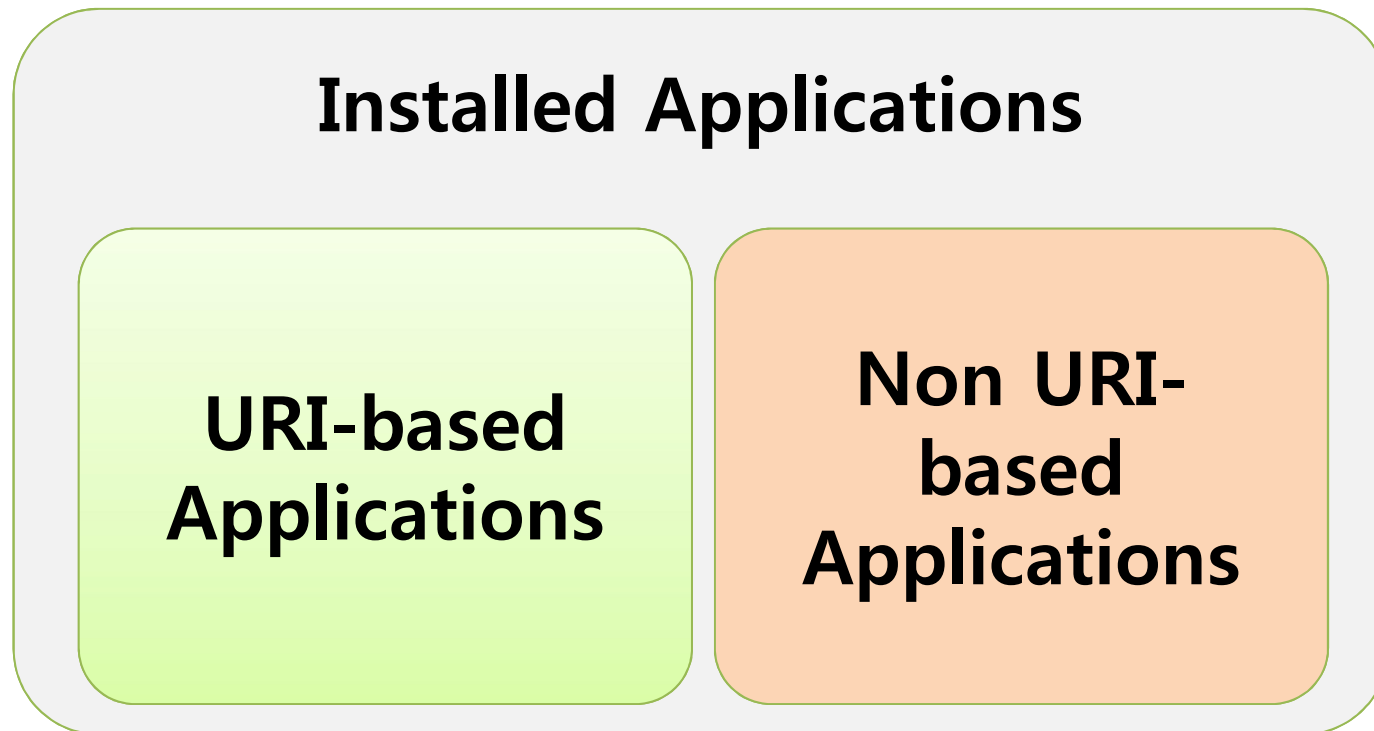 Installed Applications
URI-based
Applications
Non URI-
based
Applications